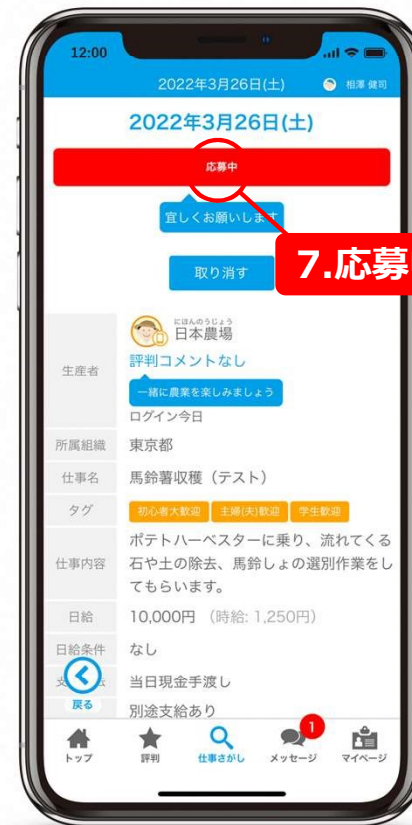 12:00
2022年3月26日(土)
相澤 健司
2022年3月26日(土)
応募中
宜しくお願いします
取り消す
7.応募
生産者
にほんのうじょう
日本農場
評判コメントなし
一緒に農業を楽しみましょう
ログイン今日
所属組織 東京都
仕事名 馬鈴薯収穫（テスト）
タグ 初心者大歓迎 主婦(夫)歓迎 学生歓迎
仕事内容
ポテトハーベスターに乗り、流れてくる
石や土の除去、馬鈴しょの選別作業をし
てもらいます。
日給 10,000円 （時給: 1,250円）
日給条件 なし
当日現金手渡し
戻る
別途支給あり
1
トップ 評判 仕事さがし メッセージ マイページ